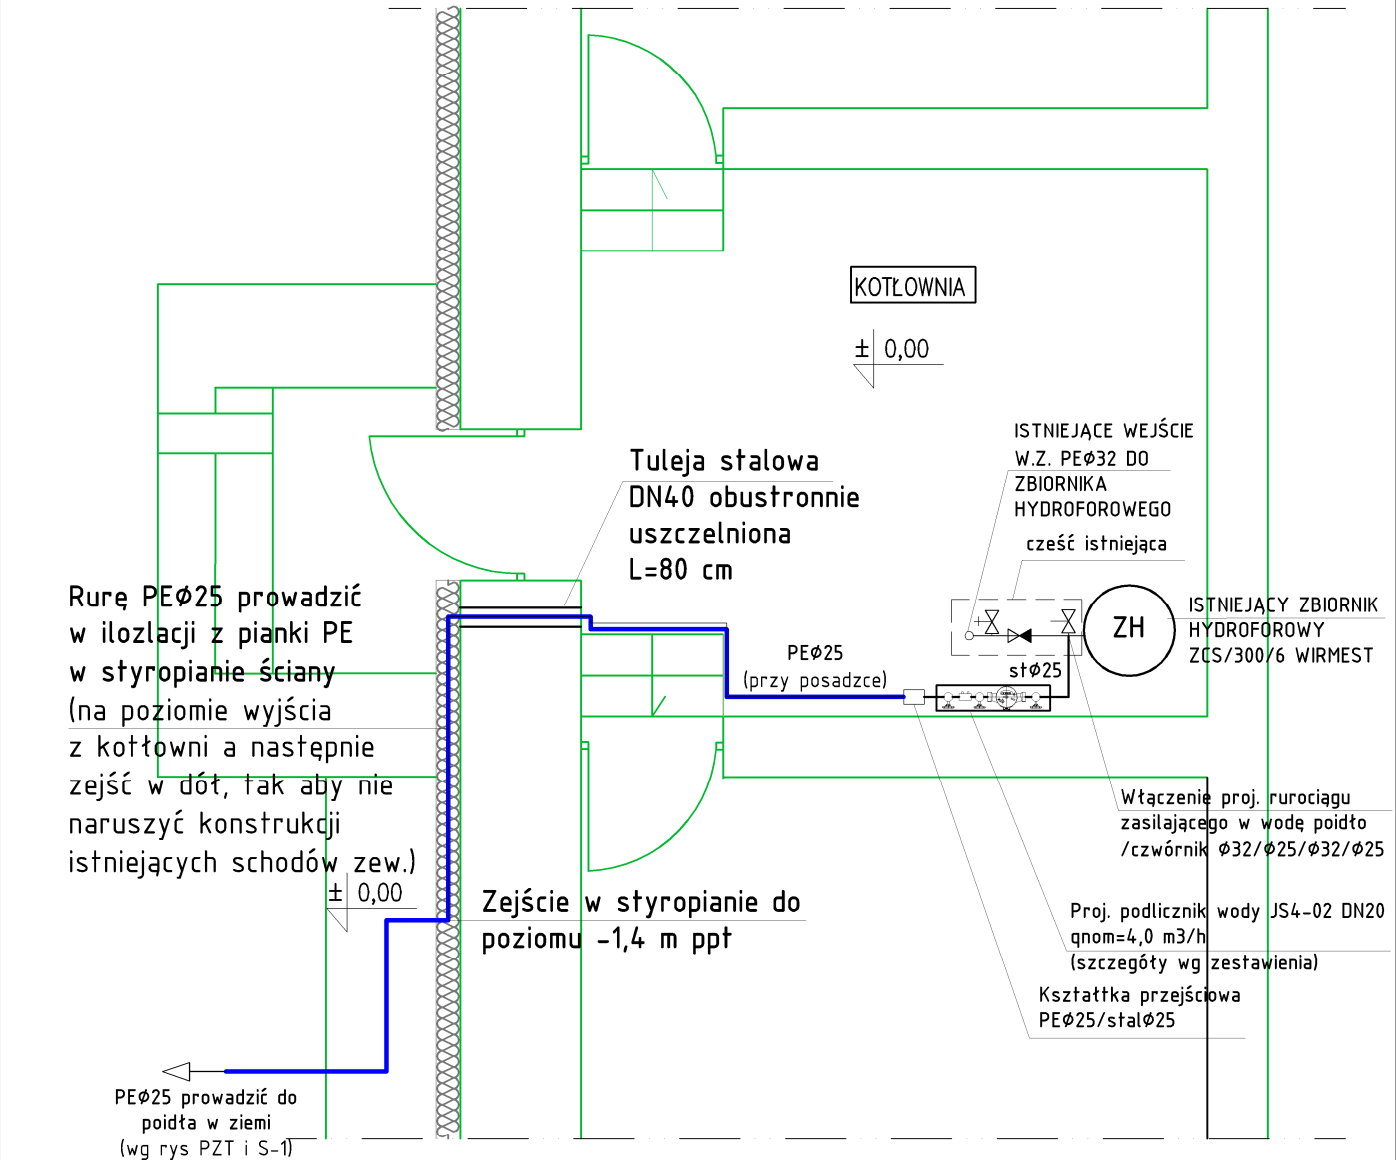 KOTŁOWNIA
± 0,00
ISTNIEJĄCE WEJŚCIE
W.Z. PEØ32 DO
ZBIORNIKA
HYDROFOROWEGO
cześć istniejąca
Tuleja stalowa
DN40 obustronnie
uszczelniona
L=80 cm
Rurę PEØ25 prowadzić
w ilozlacji z pianki PE
w styropianie ściany
(na poziomie wyjścia
z kotłowni a następnie
zejść w dół, tak aby nie
naruszyć konstrukcji
istniejących schodów zew.)
± 0,00
ZH
ISTNIEJĄCY ZBIORNIK
HYDROFOROWY
ZCS/300/6 WIRMEST
PEØ25
(przy posadzce)
stØ25
Włączenie proj. rurociągu
zasilającego w wodę poidło
/czwórnik Ø32/Ø25/Ø32/Ø25
Zejście w styropianie do
poziomu -1,4 m ppt
Proj. podlicznik wody JS4-02 DN20
qnom=4,0 m3/h
(szczegóły wg zestawienia)
Kształtka przejściowa
PEØ25/stalØ25
PEØ25 prowadzić do
poidła w ziemi
(wg rys PZT i S-1)